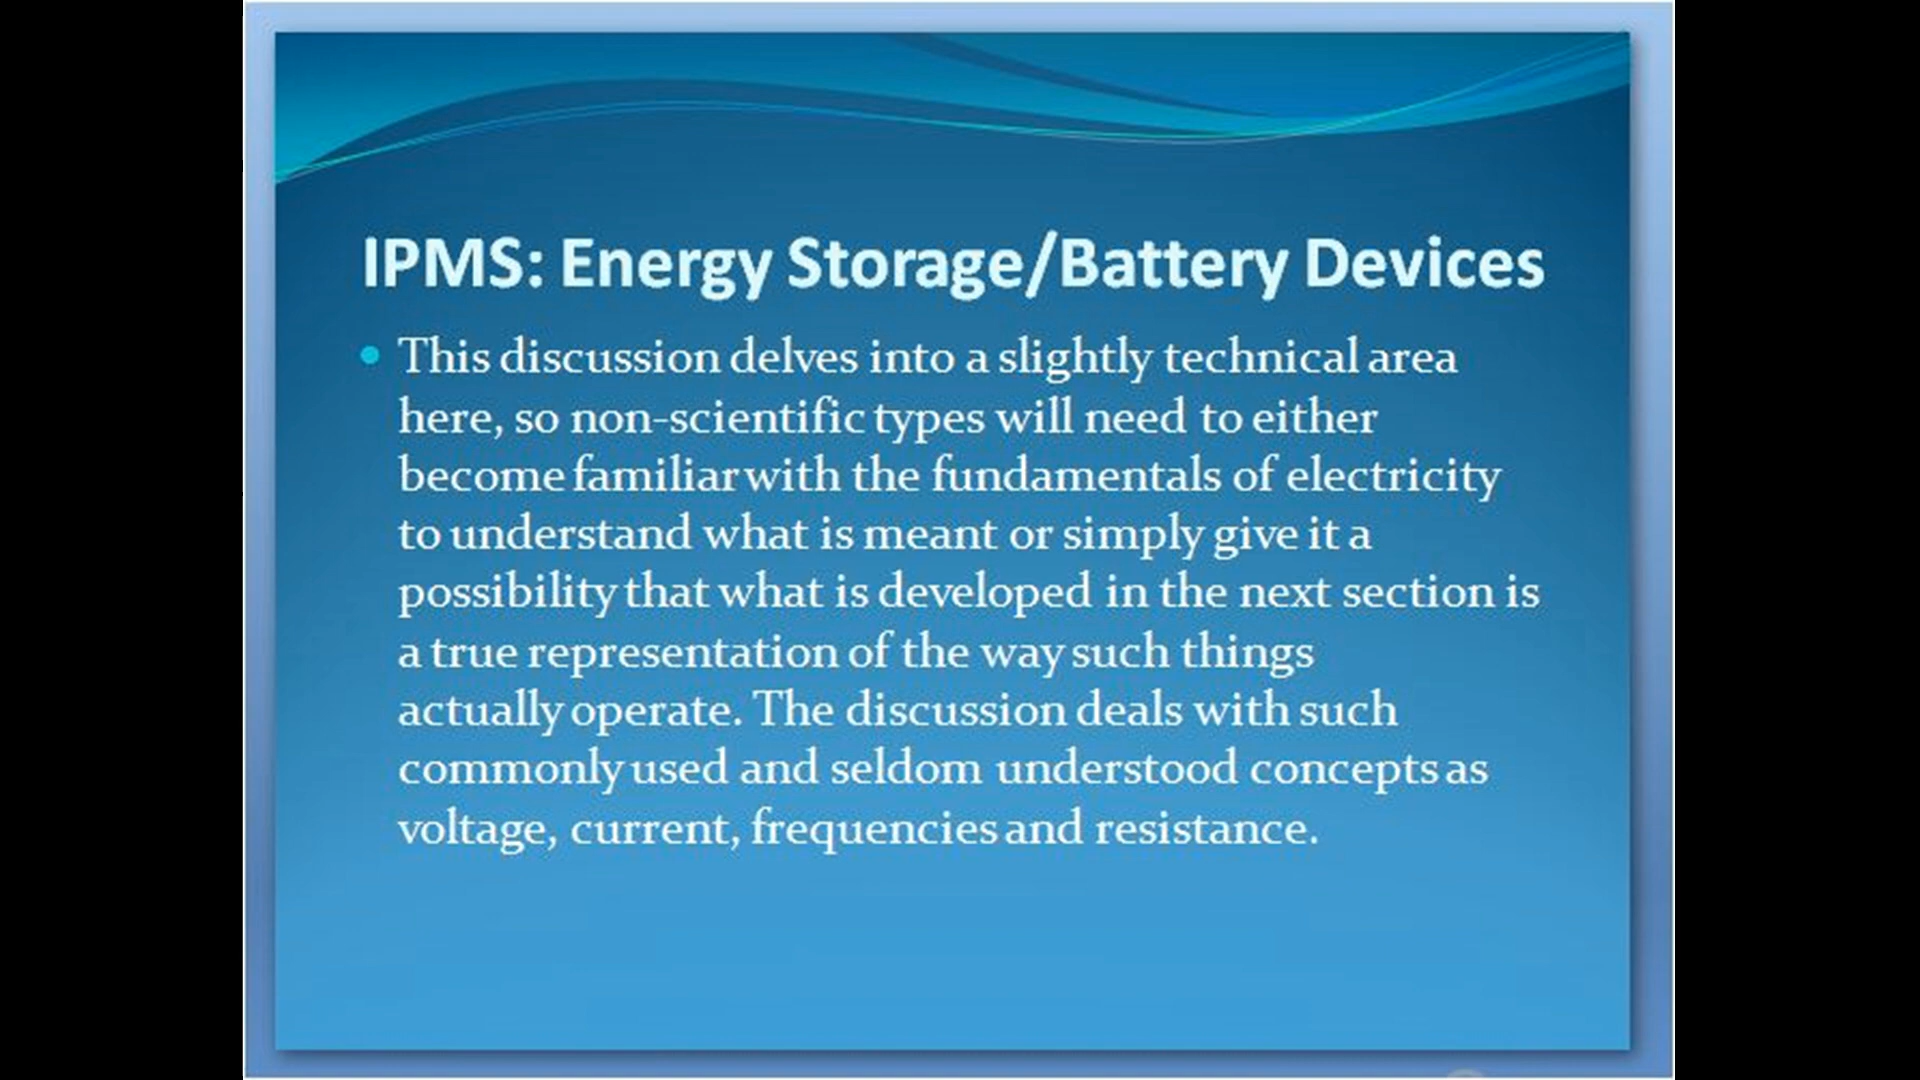 IPMS: Energy Storage/Battery Devices
• This discussion delves into a slightly technical area
here, so non-scientific types will need to either
become familiar with the fundamentals of electricity
to understand what is meant or simply give it a
possibility that what is developed in the next section is
a true representation of the way such things
actually operate. The discussion deals with such
commonly used and seldom understood concepts as
voltage, current, frequencies and resistance.